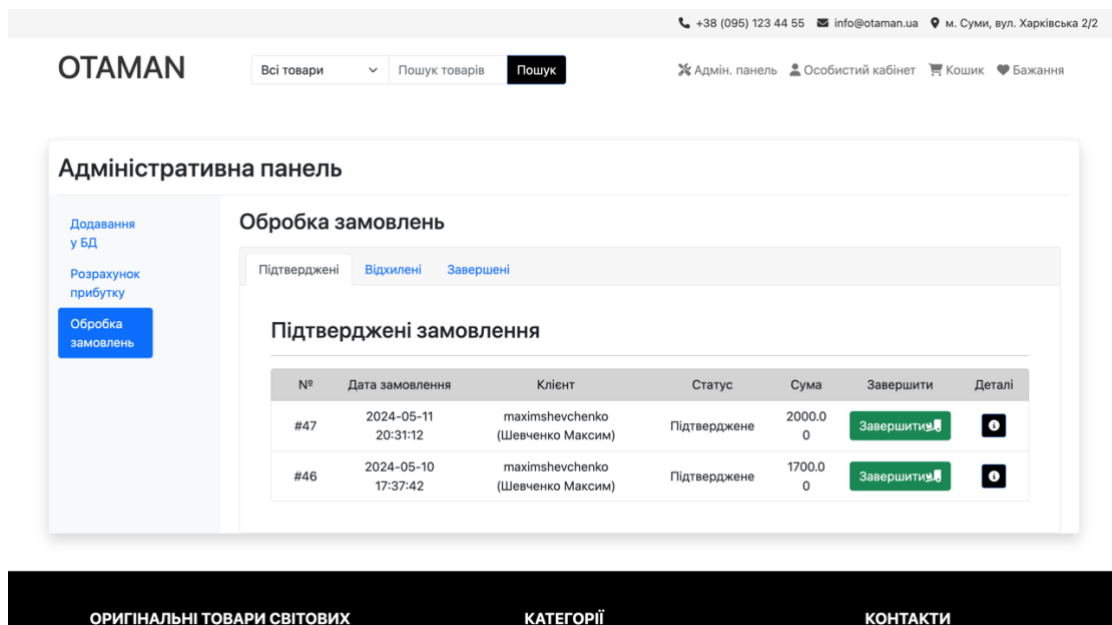 +38 (095) 123 44 55 info@otaman.ua м. Суми, вул. Харківська 2/2
OTAMAN Всі товари Пошук товарів Пошук Адмін. панель Особистий кабінет Кошик Бажання
Адміністративна панель
Додавання
у БД
Розрахунок
прибутку
Обробка
замовлень
Обробка замовлень
Підтверджені Відхилені Завершені
Підтверджені замовлення
№ Дата замовлення Клієнт Статус Сума Завершити Деталі
#47 2024-05-11 maximshevchenko Підтверджене 2000.0 Завершити
20:31:12 (Шевченко Максим) 0
#46 2024-05-10 maximshevchenko Підтверджене 1700.0 Завершити
17:37:42 (Шевченко Максим) 0
ОРИГІНАЛЬНІ ТОВАРИ СВІТОВИХ КАТЕГОРІЇ КОНТАКТИ